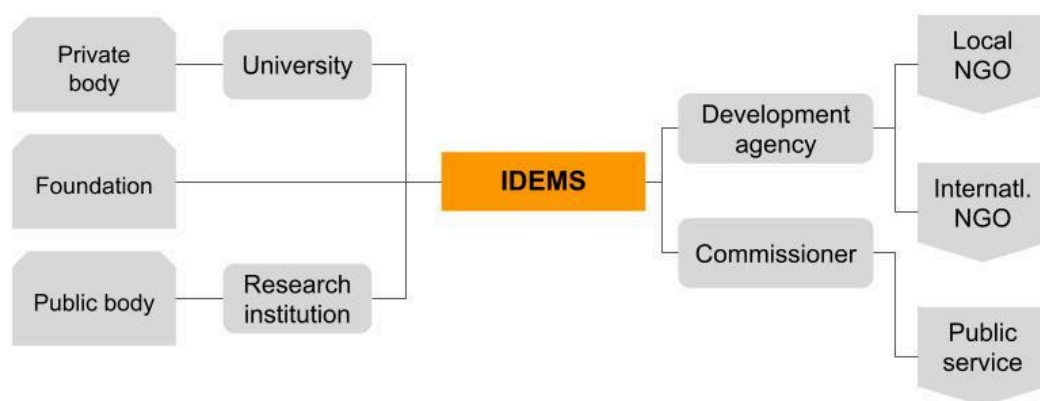 Private
body
University
Foundation
Public body
Research
institution
IDEMS
Development
agency
Commissioner
Local
NGO
Internatl.
NGO
Public
service